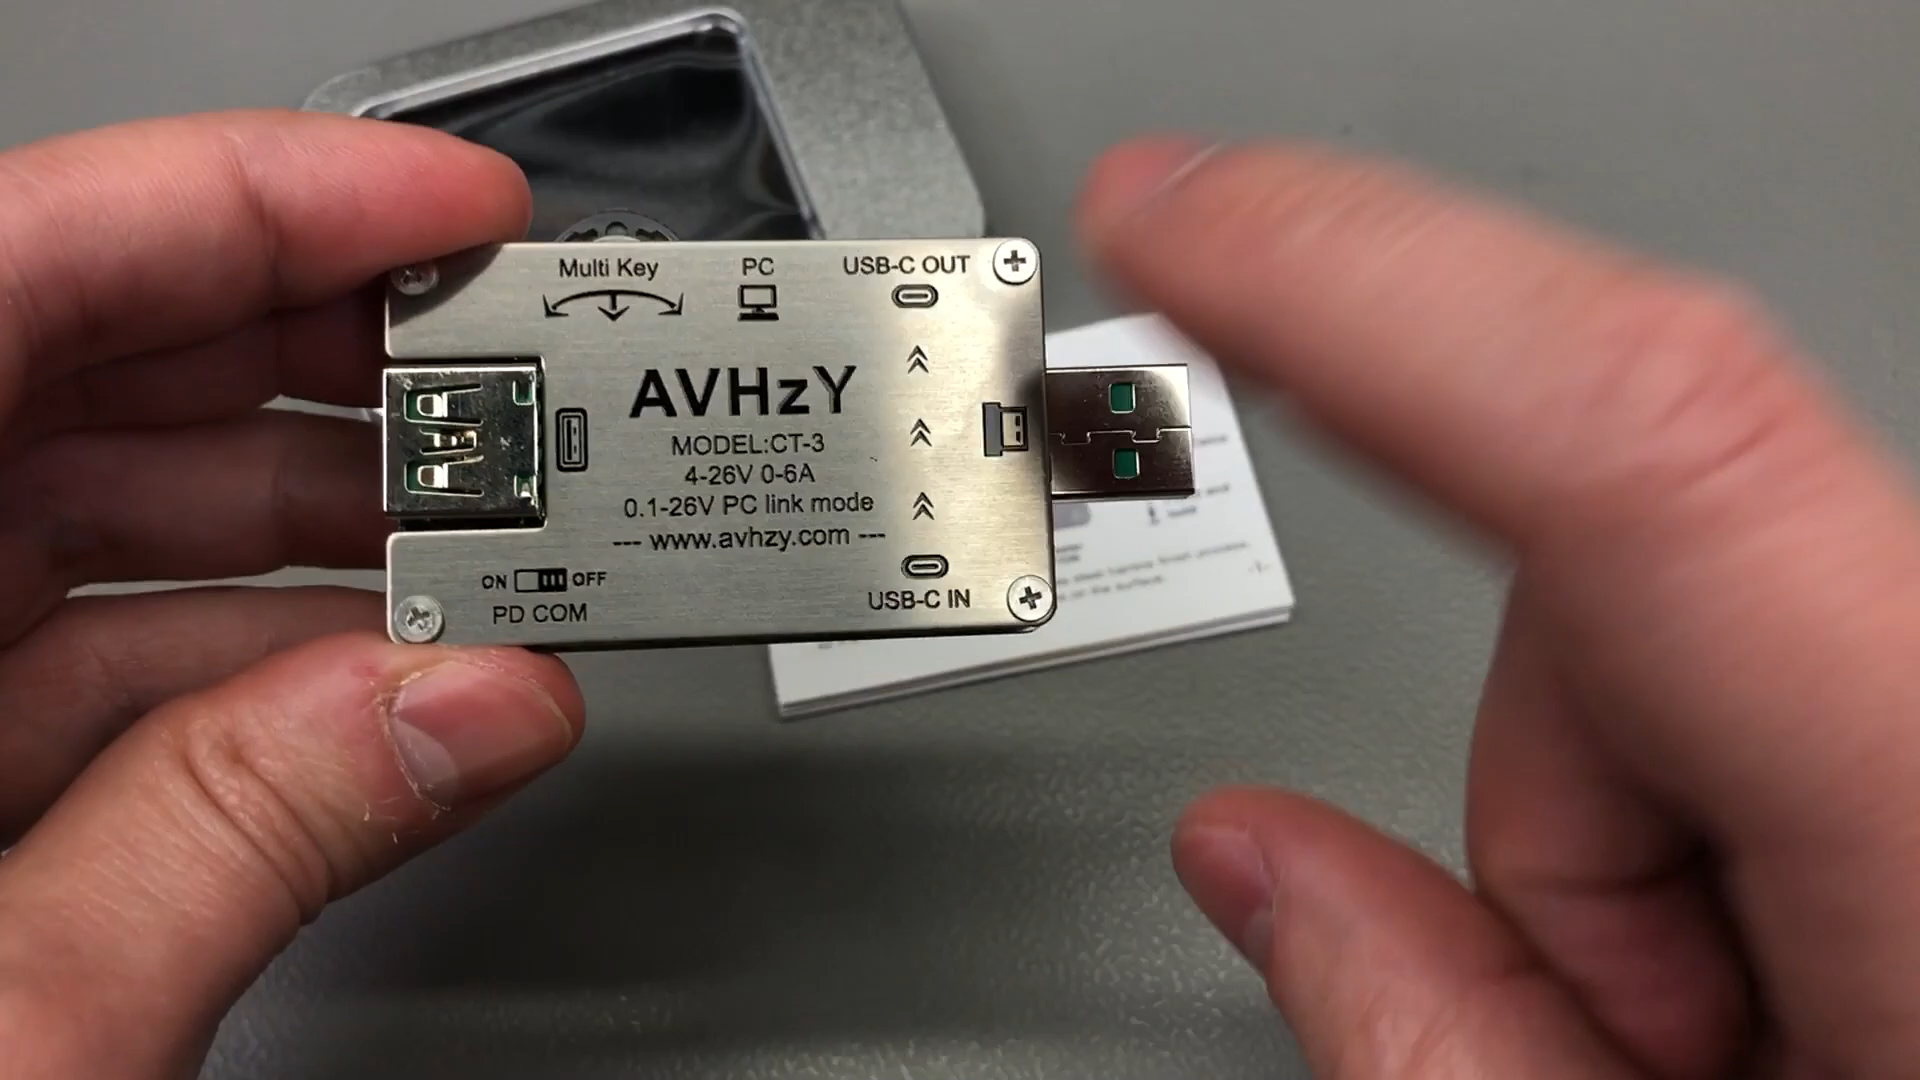 Multi Key
PC
USB-C OUT
AVHzY
MODEL:CT-3
4-26V 0-6A
0.1-26V PC link mode
--- www.avhzy.com ---
ON OFF
PD COM
USB-C IN
-1-